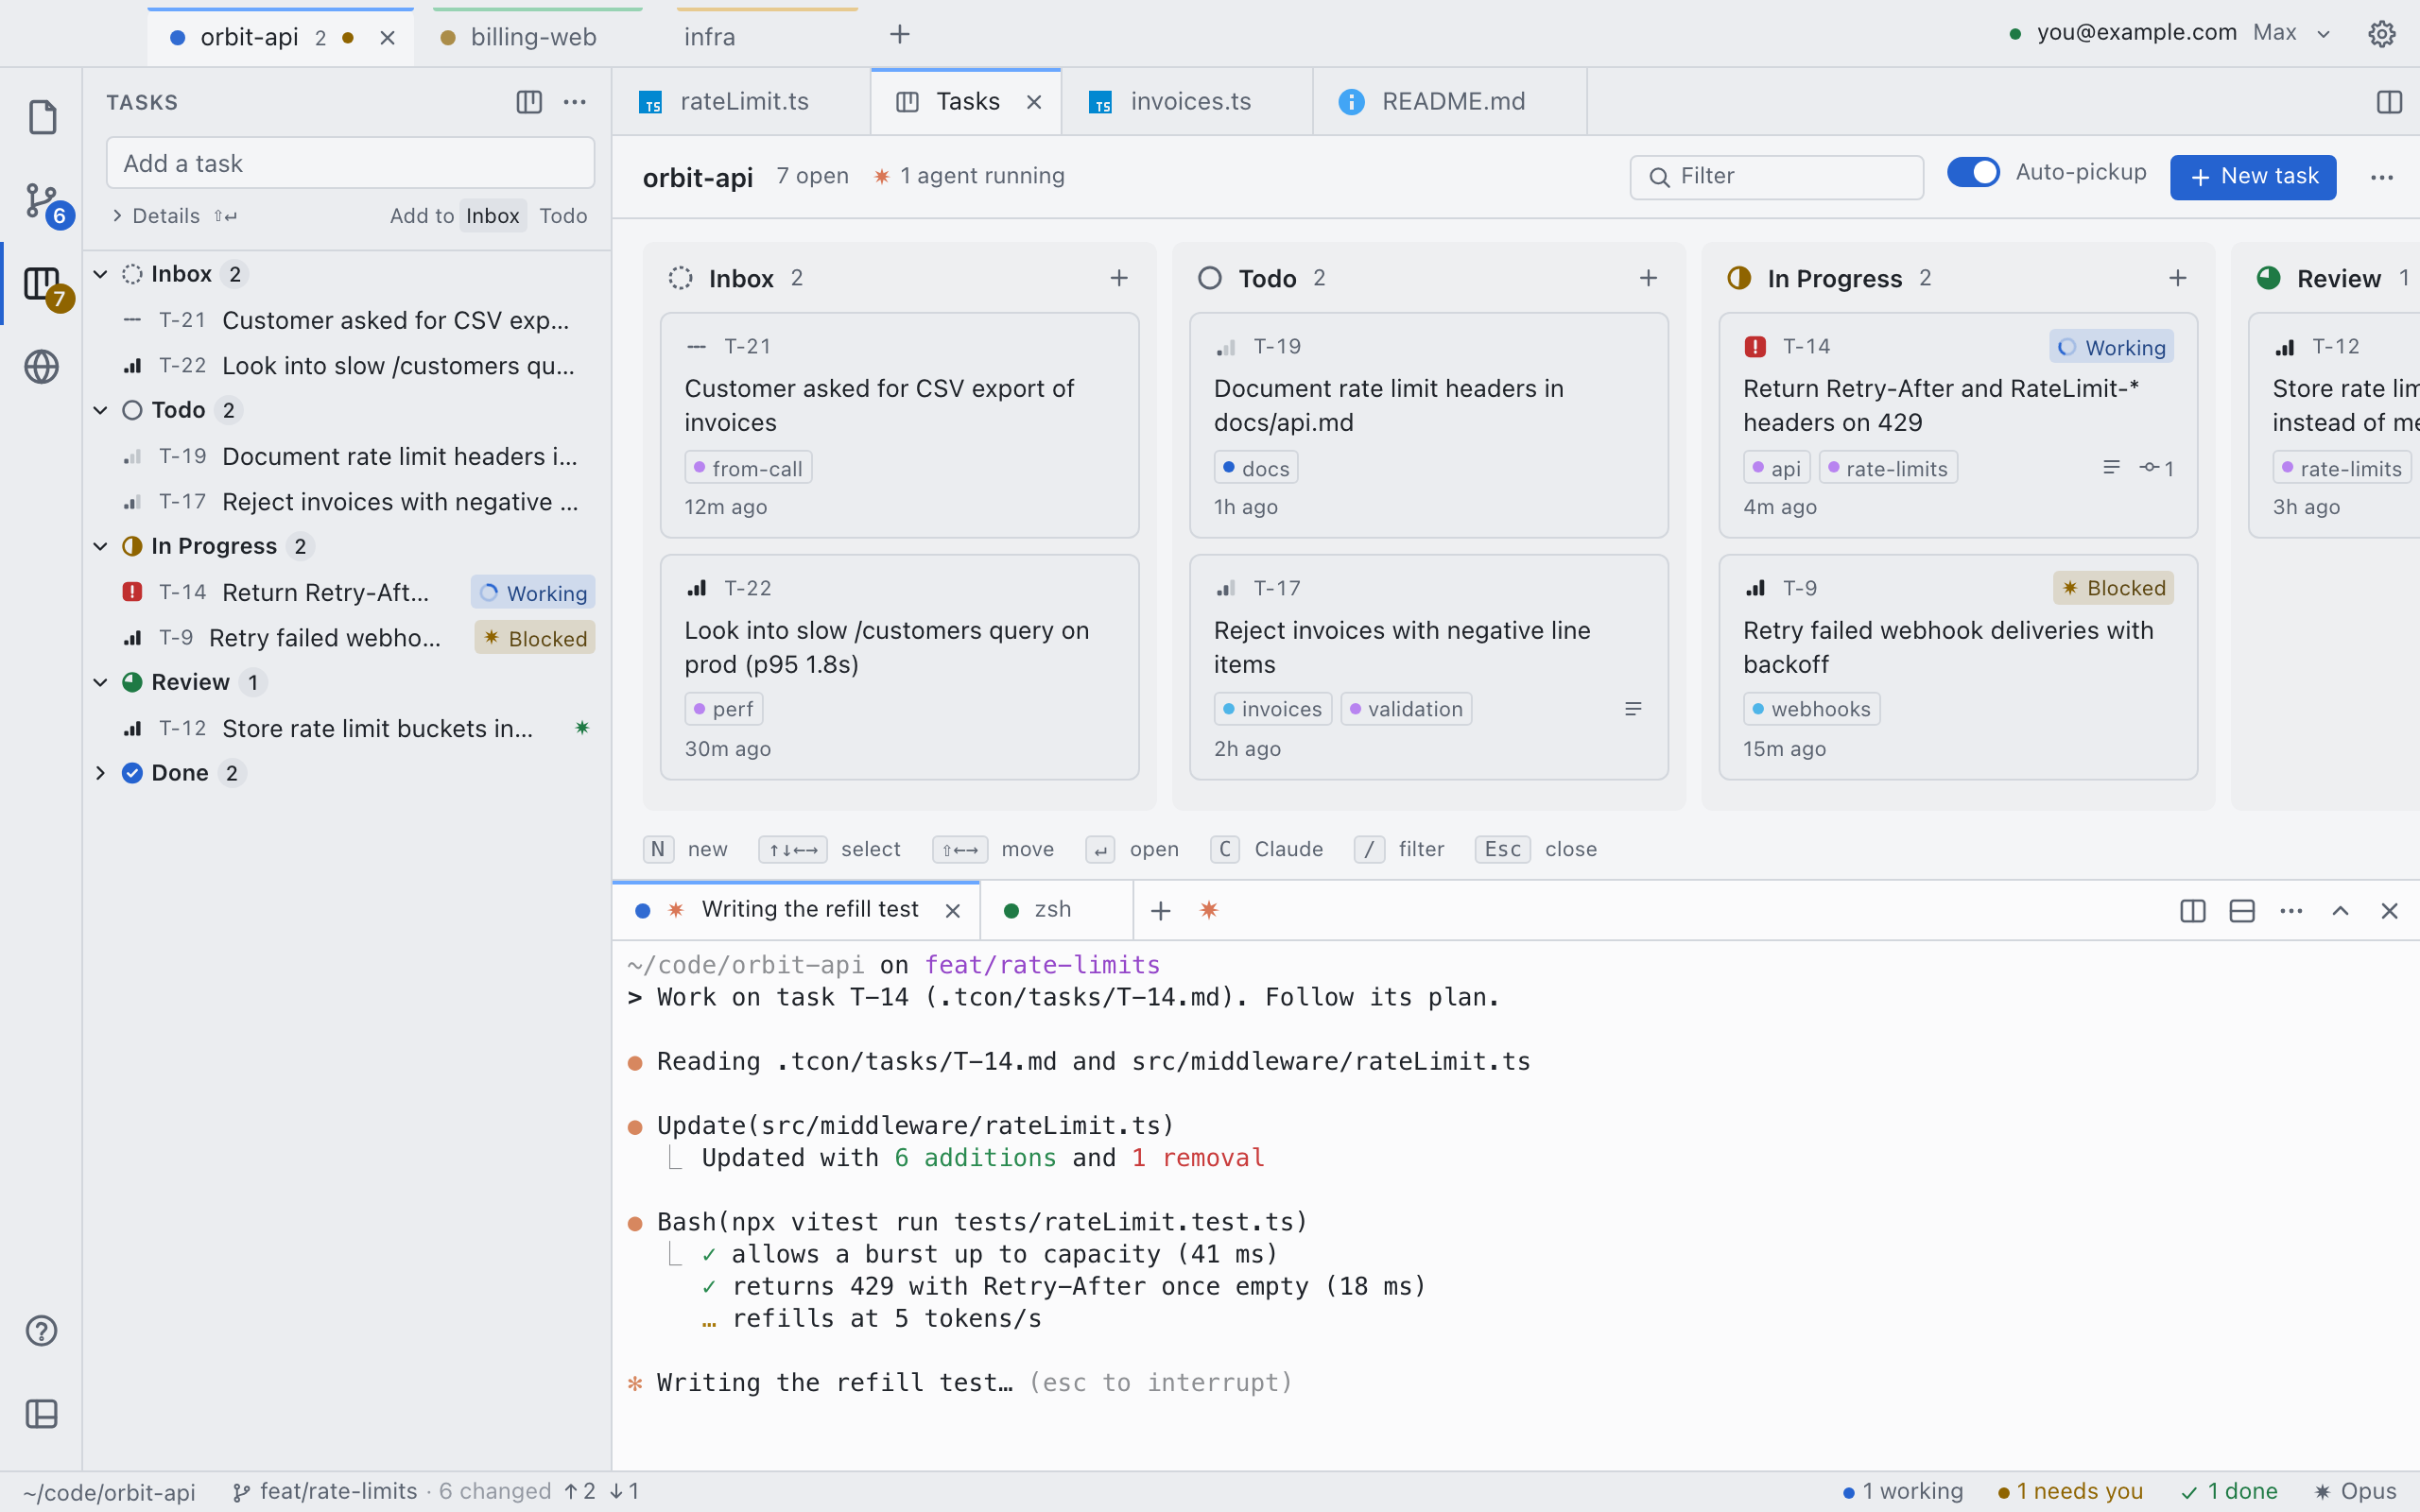 orbit-api 2
billing-web
infra
you@example.com Max
TASKS
Add a task
Details ⇧↵ Add to Inbox Todo
Inbox 2
T-21 Customer asked for CSV exp...
T-22 Look into slow /customers qu...
Todo 2
T-19 Document rate limit headers i...
T-17 Reject invoices with negative ...
In Progress 2
T-14 Return Retry-Aft... Working
T-9 Retry failed webho... Blocked
Review 1
T-12 Store rate limit buckets in...
Done 2
6
7
rateLimit.ts
Tasks
invoices.ts
README.md
orbit-api 7 open 1 agent running
Filter
Auto-pickup
New task
Inbox 2
T-21
Customer asked for CSV export of
invoices
from-call
12m ago
T-22
Look into slow /customers query on
prod (p95 1.8s)
perf
30m ago
Todo 2
T-19
Document rate limit headers in
docs/api.md
docs
1h ago
T-17
Reject invoices with negative line
items
invoices validation
2h ago
In Progress 2
T-14 Working
Return Retry-After and RateLimit-*
headers on 429
api rate-limits 1
4m ago
T-9 Blocked
Retry failed webhook deliveries with
backoff
webhooks
15m ago
Review 1
T-12
Store rate lim
instead of me
rate-limits
3h ago
N new ↑↓←→ select ⇧←→ move ↵ open C Claude / filter Esc close
Writing the refill test
zsh
~/code/orbit-api on feat/rate-limits
> Work on task T-14 (.tcon/tasks/T-14.md). Follow its plan.
Reading .tcon/tasks/T-14.md and src/middleware/rateLimit.ts
Update(src/middleware/rateLimit.ts)
Updated with 6 additions and 1 removal
Bash(npx vitest run tests/rateLimit.test.ts)
✓ allows a burst up to capacity (41 ms)
✓ returns 429 with Retry-After once empty (18 ms)
… refills at 5 tokens/s
✻ Writing the refill test… (esc to interrupt)
~/code/orbit-api feat/rate-limits · 6 changed ↑2 ↓1
1 working 1 needs you ✓ 1 done Opus